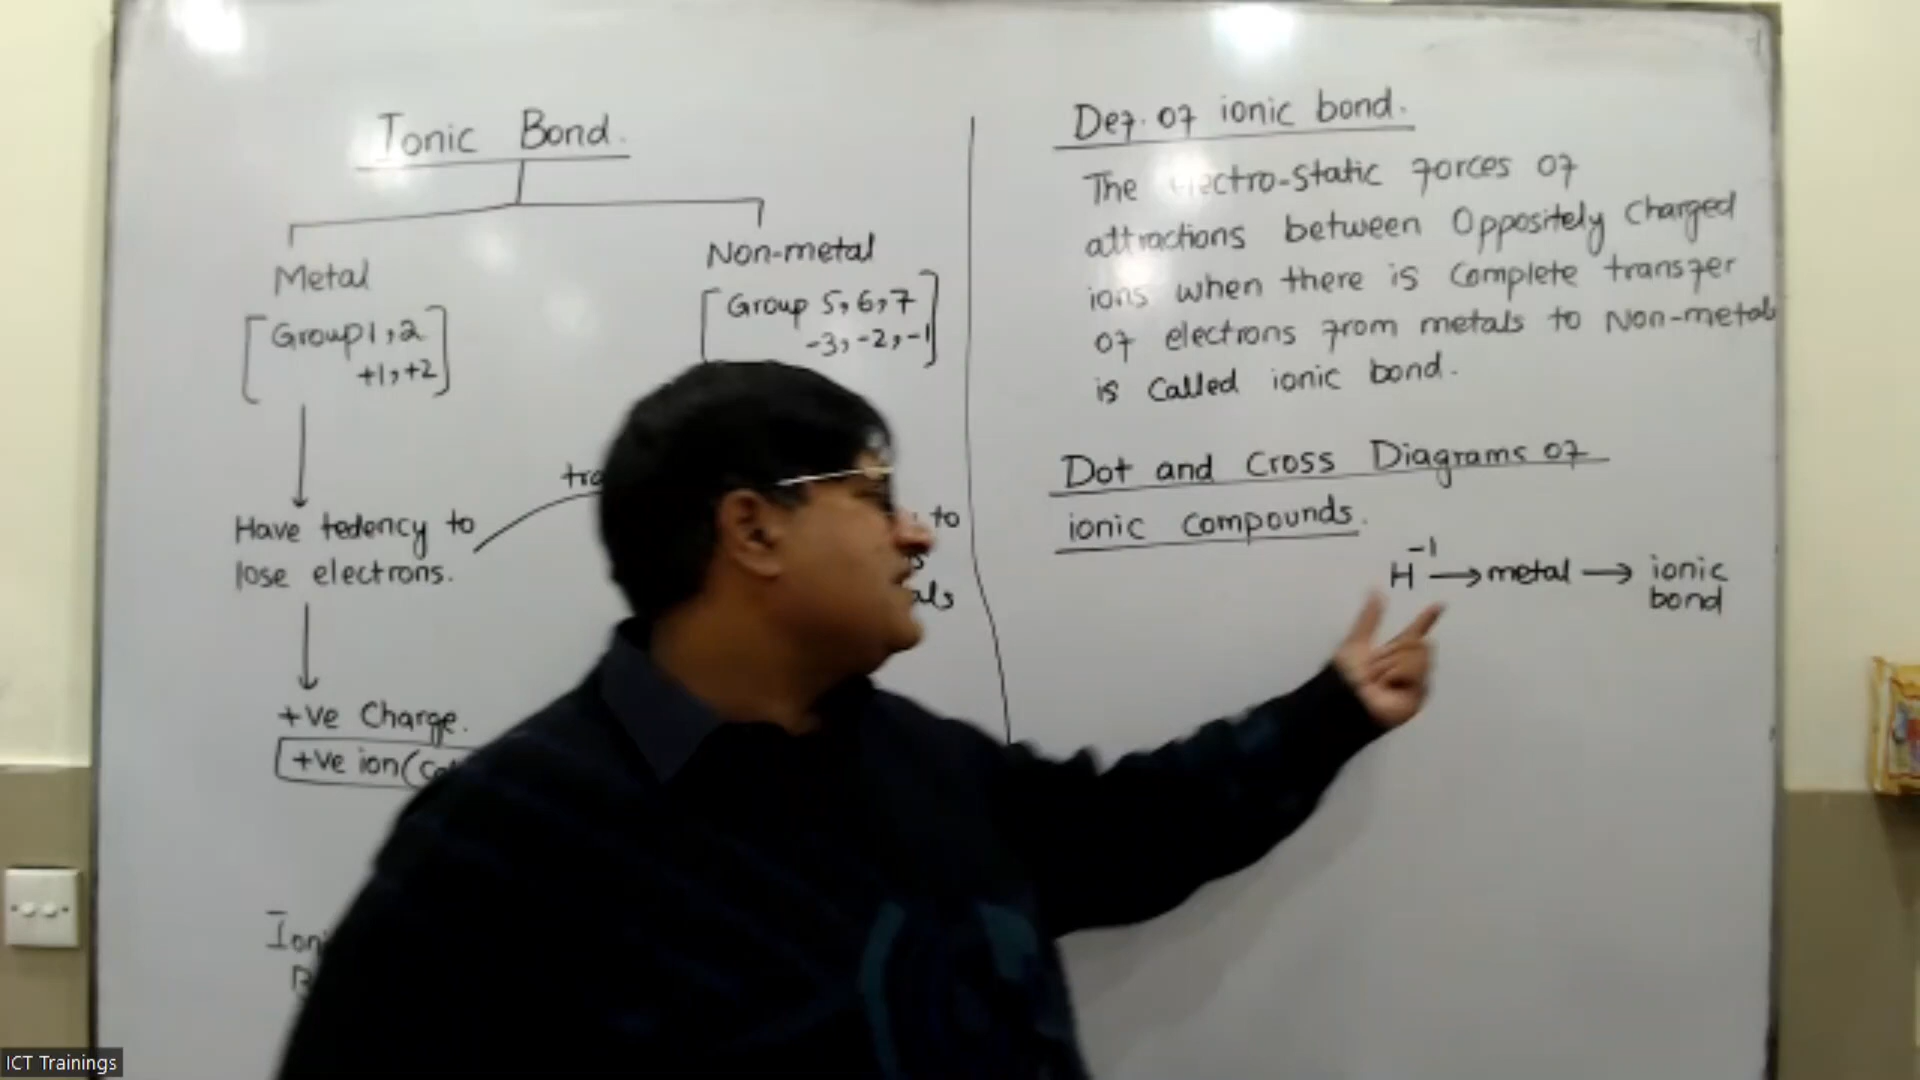 Ionic Bond.
Metal
Group 1, 2
+1, +2
Have tedency to
lose electrons.
+ve Charge.
+ve ion
Non-metal
Group 5, 6, 7
-3, -2, -1
to
Def. of ionic bond.
The Electro-static forces of
attractions between Oppositely Charged
ions when there is Complete transfer
of electrons from metals to Non-metals
is Called ionic bond.
Dot and Cross Diagrams of
ionic compounds.
H -1 → metal → ionic
bond
ICT Trainings